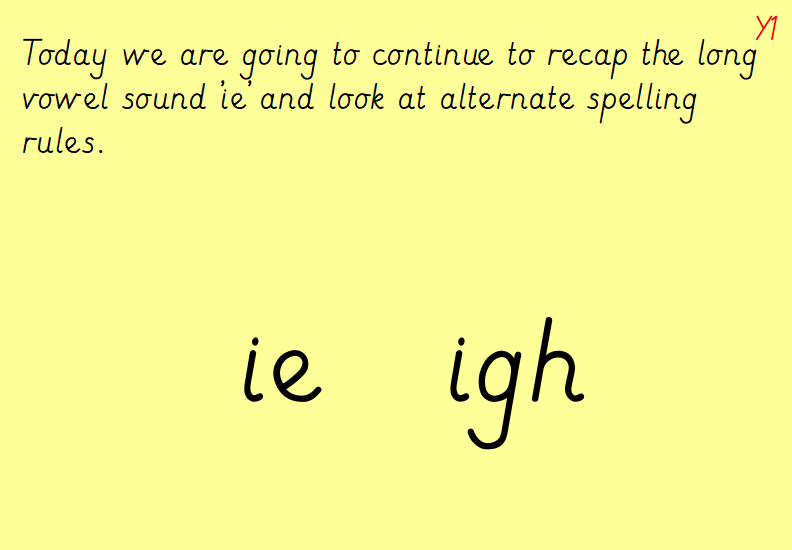 Y1
Today we are going to continue to recap the long
vowel sound 'ie' and look at alternate spelling
rules.
ie igh